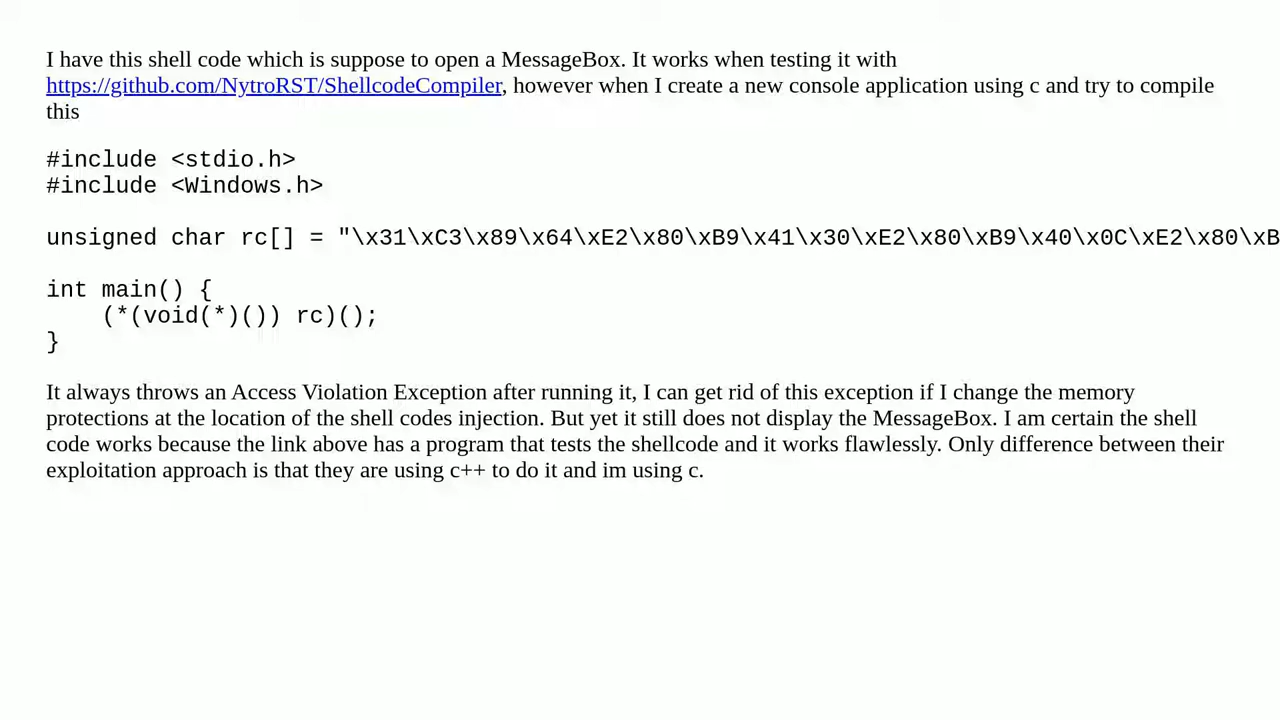 I have this shell code which is suppose to open a MessageBox. It works when testing it with
https://github.com/NytroRST/ShellcodeCompiler, however when I create a new console application using c and try to compile
this
#include <stdio.h>
#include <Windows.h>
unsigned char rc[] = "\x31\xC3\x89\x64\xE2\x80\xB9\x41\x30\xE2\x80\xB9\x40\x0C\xE2\x80\xB
int main() {
    (*(void(*)()) rc)();
}
It always throws an Access Violation Exception after running it, I can get rid of this exception if I change the memory
protections at the location of the shell codes injection. But yet it still does not display the MessageBox. I am certain the shell
code works because the link above has a program that tests the shellcode and it works flawlessly. Only difference between their
exploitation approach is that they are using c++ to do it and im using c.